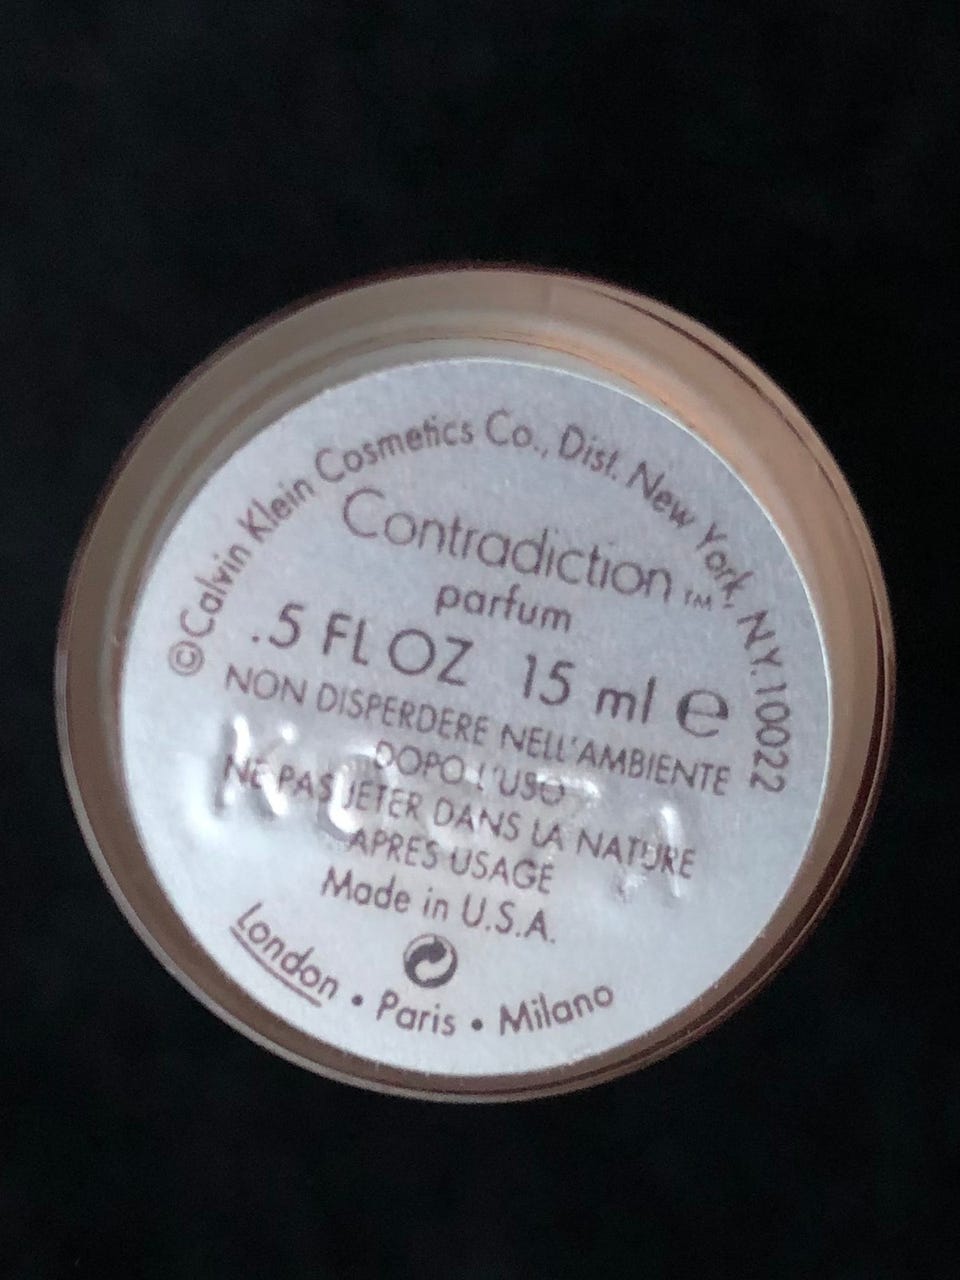 ©Calvin Klein Cosmetics Co., Dist. New York, NY.10022
Contradiction™
parfum
.5 FL OZ 15 ml ℮
NON DISPERDERE NELL'AMBIENTE
DOPO L'USO
NE PAS JETER DANS LA NATURE
APRES USAGE
Made in U.S.A.
London • Paris • Milano